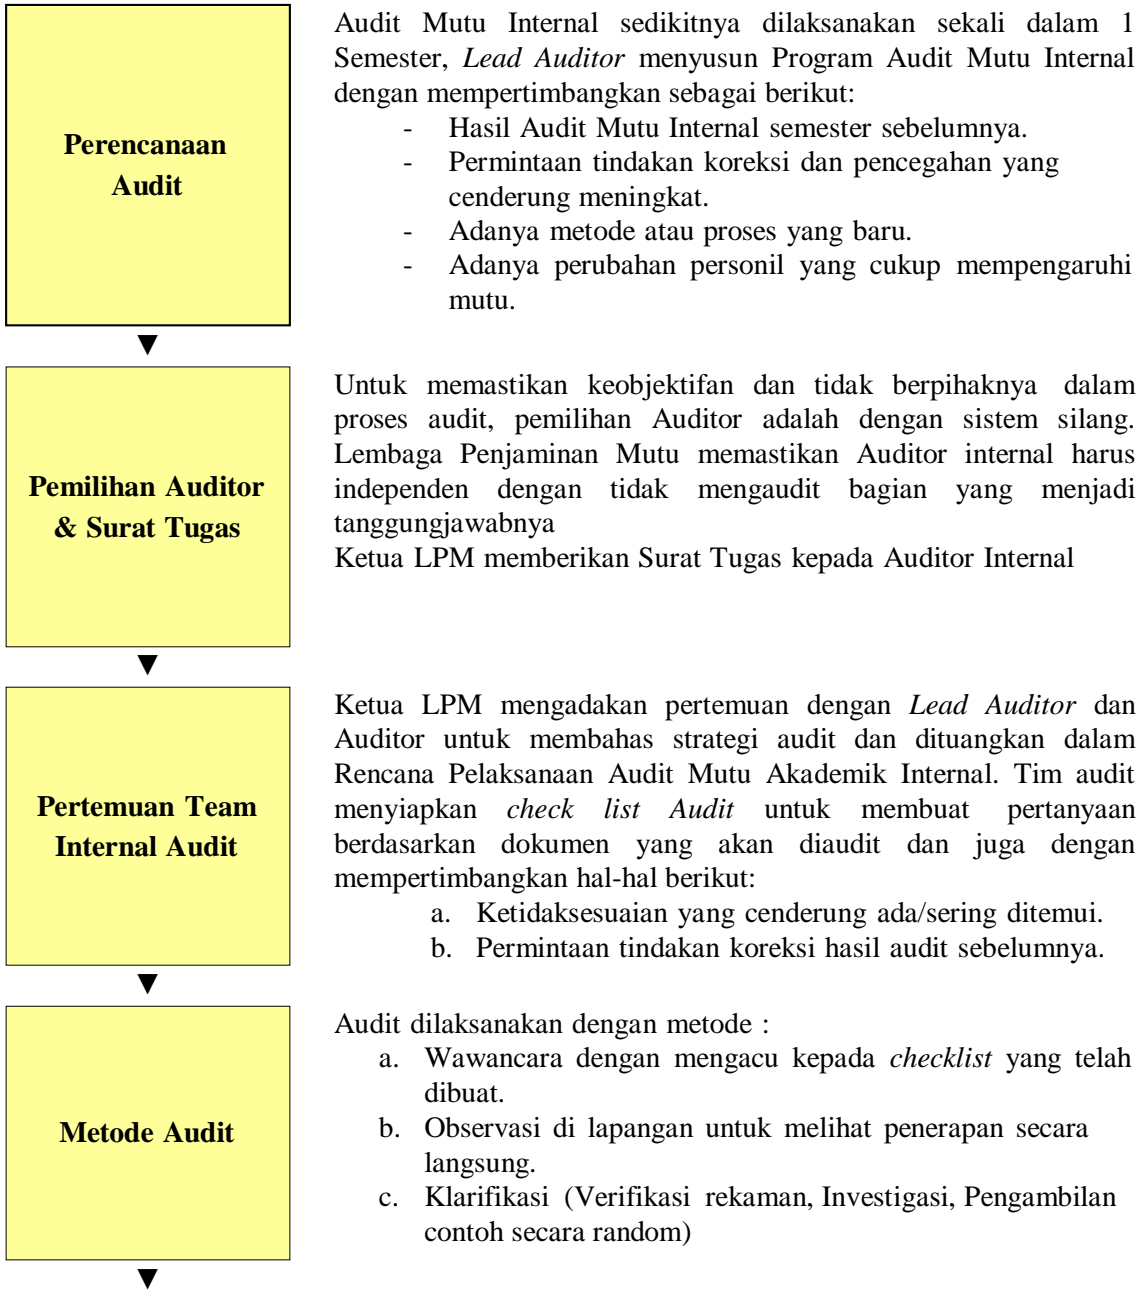 Perencanaan
Audit
Audit Mutu Internal sedikitnya dilaksanakan sekali dalam 1
Semester, Lead Auditor menyusun Program Audit Mutu Internal
dengan mempertimbangkan sebagai berikut:
- Hasil Audit Mutu Internal semester sebelumnya.
- Permintaan tindakan koreksi dan pencegahan yang
cenderung meningkat.
- Adanya metode atau proses yang baru.
- Adanya perubahan personil yang cukup mempengaruhi
mutu.
▼
Pemilihan Auditor
& Surat Tugas
Untuk memastikan keobjektifan dan tidak berpihaknya dalam
proses audit, pemilihan Auditor adalah dengan sistem silang.
Lembaga Penjaminan Mutu memastikan Auditor internal harus
independen dengan tidak mengaudit bagian yang menjadi
tanggungjawabnya
Ketua LPM memberikan Surat Tugas kepada Auditor Internal
▼
Pertemuan Team
Internal Audit
Ketua LPM mengadakan pertemuan dengan Lead Auditor dan
Auditor untuk membahas strategi audit dan dituangkan dalam
Rencana Pelaksanaan Audit Mutu Akademik Internal. Tim audit
menyiapkan check list Audit untuk membuat pertanyaan
berdasarkan dokumen yang akan diaudit dan juga dengan
mempertimbangkan hal-hal berikut:
a. Ketidaksesuaian yang cenderung ada/sering ditemui.
b. Permintaan tindakan koreksi hasil audit sebelumnya.
▼
Metode Audit
Audit dilaksanakan dengan metode :
a. Wawancara dengan mengacu kepada checklist yang telah
dibuat.
b. Observasi di lapangan untuk melihat penerapan secara
langsung.
c. Klarifikasi (Verifikasi rekaman, Investigasi, Pengambilan
contoh secara random)
▼